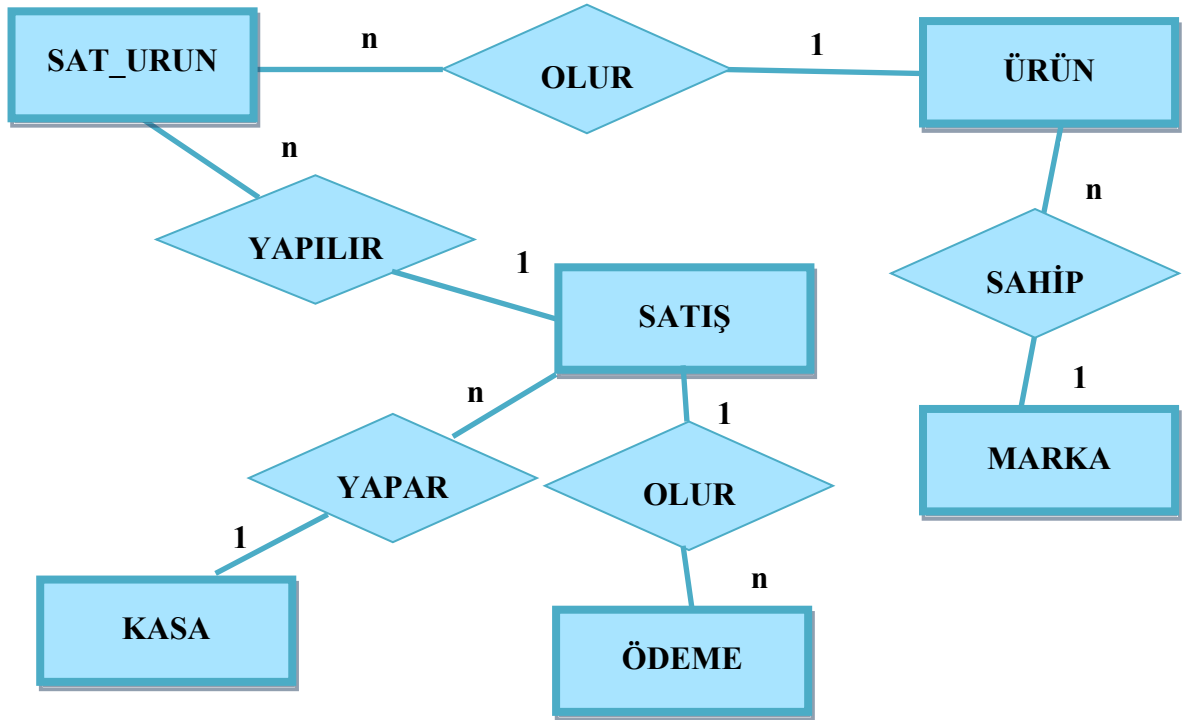 SAT_URUN
n
OLUR
1
ÜRÜN
n
YAPILIR
1
SATIŞ
n
SAHİP
1
MARKA
n
YAPAR
1
KASA
1
OLUR
n
ÖDEME